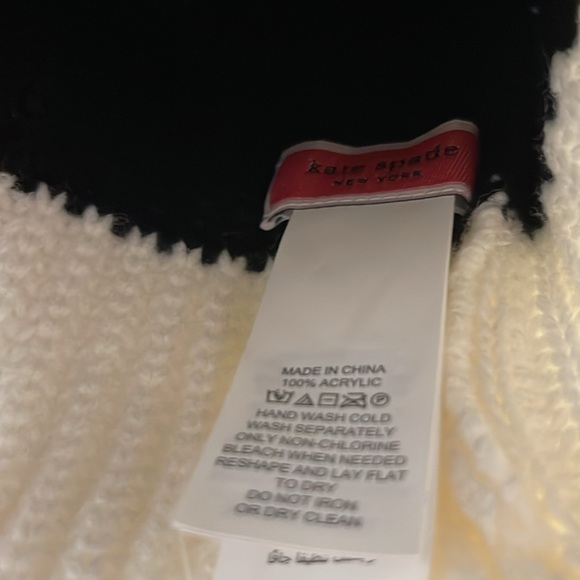 kate spade
NEW YORK
MADE IN CHINA
100% ACRYLIC
HAND WASH COLD
WASH SEPARATELY
ONLY NON-CHLORINE
BLEACH WHEN NEEDED
RESHAPE AND LAY FLAT
TO DRY
DO NOT IRON
OR DRY CLEAN